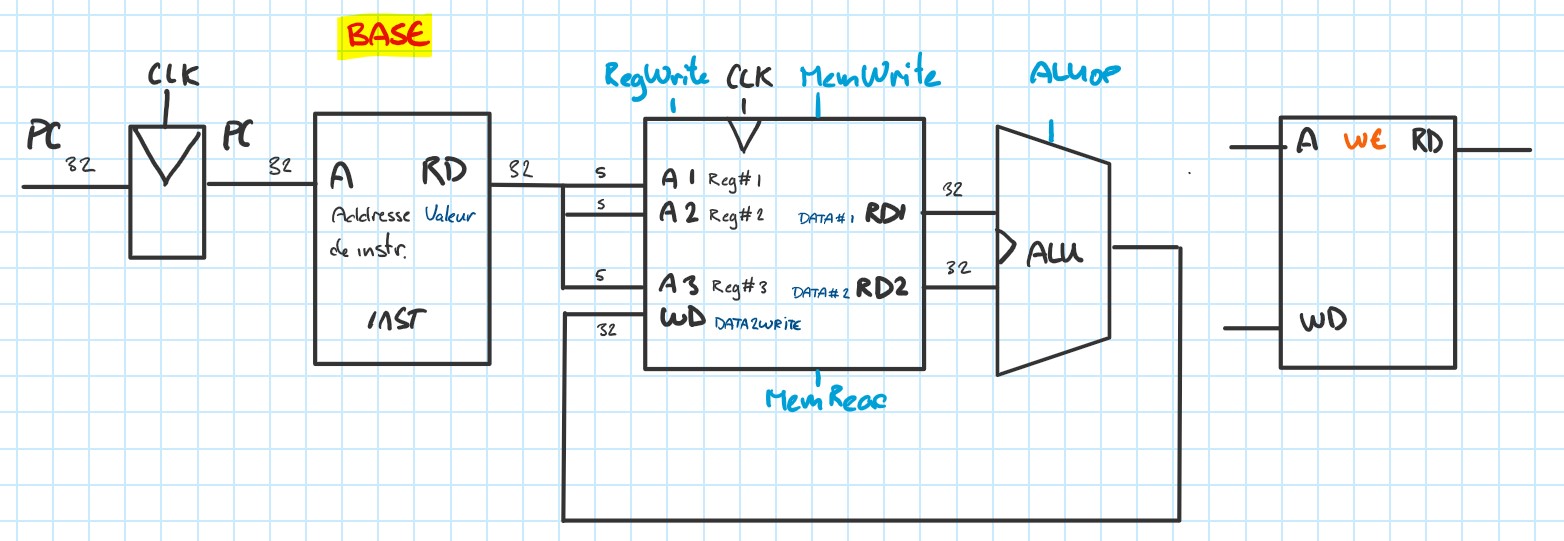 BASE
CLK
RegWrite CLK MemWrite
ALUOP
PC
32
PC
32
A RD
Addresse Valeur
de instr.
INST
32
5
5
5
32
A1 Reg#1
A2 Reg#2
DATA#1 RD1
A3 Reg#3
DATA#2 RD2
WD DATA2WRITE
MemRead
32
32
ALU
A WE RD
WD